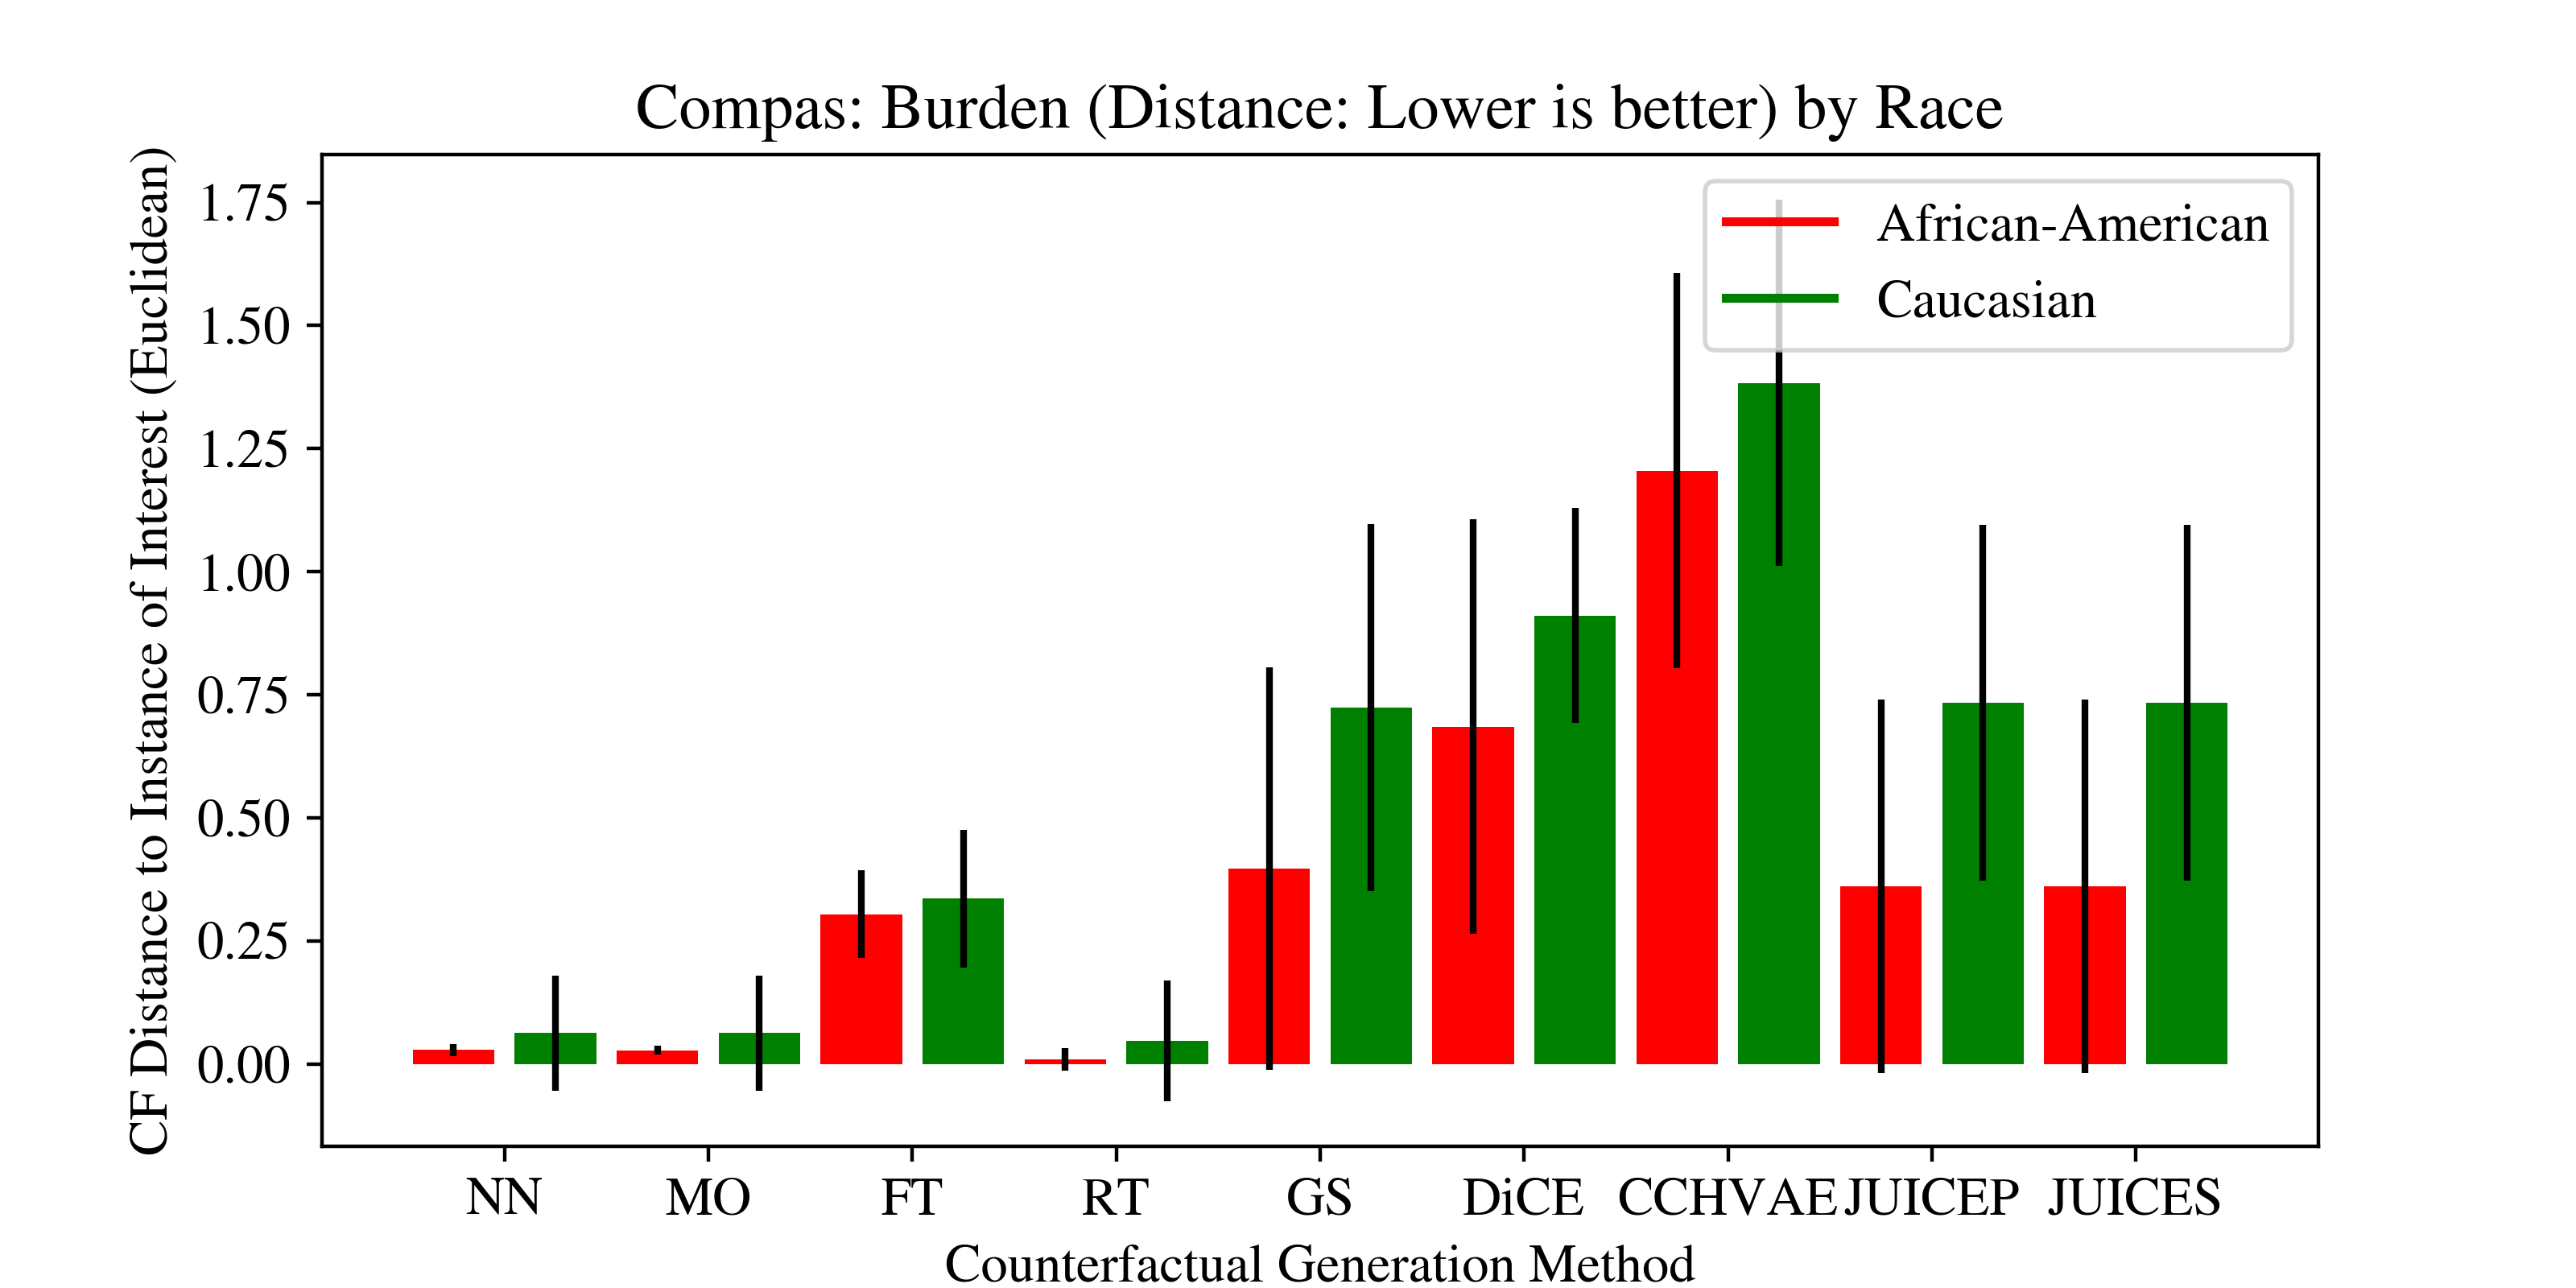 Compas: Burden (Distance: Lower is better) by Race
CF Distance to Instance of Interest (Euclidean)
1.75
1.50
1.25
1.00
0.75
0.50
0.25
0.00
African-American
Caucasian
NN MO FT RT GS DiCE CCHVAE JUICEP JUICES
Counterfactual Generation Method